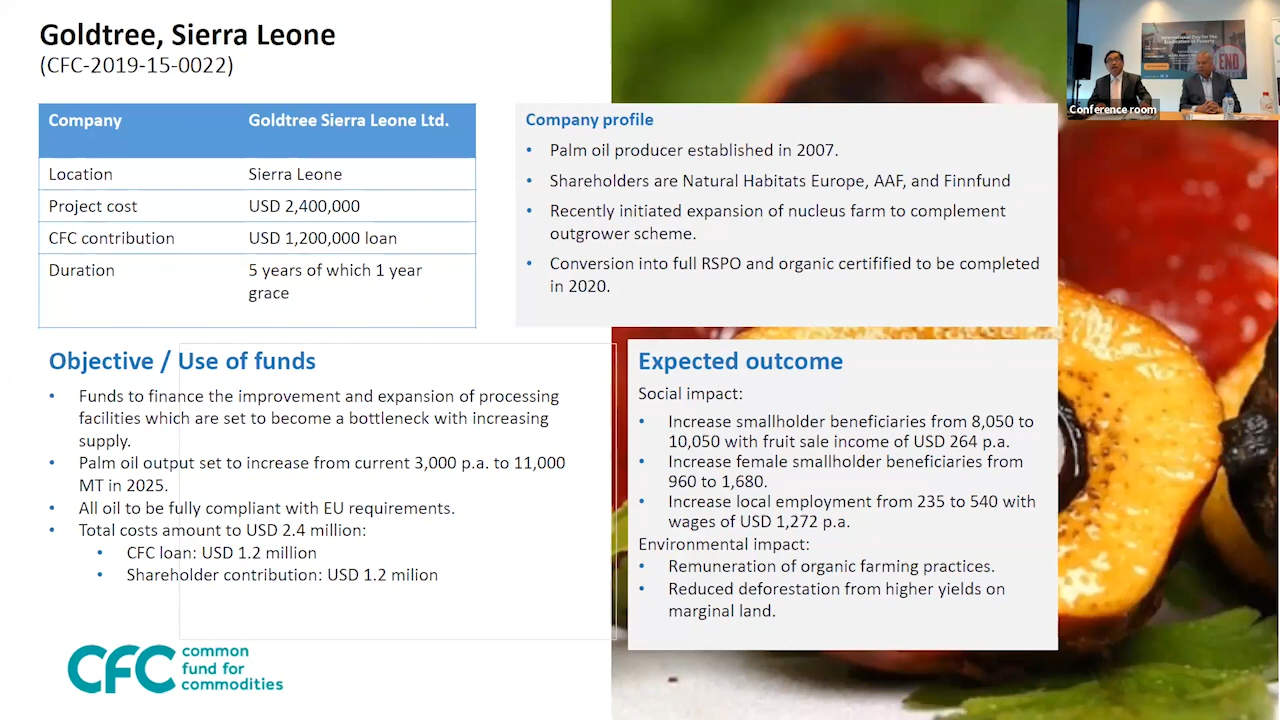 Goldtree, Sierra Leone
(CFC-2019-15-0022)
Company Goldtree Sierra Leone Ltd.
Location Sierra Leone
Project cost USD 2,400,000
CFC contribution USD 1,200,000 loan
Duration 5 years of which 1 year
grace
Company profile
• Palm oil producer established in 2007.
• Shareholders are Natural Habitats Europe, AAF, and Finnfund
• Recently initiated expansion of nucleus farm to complement
outgrower scheme.
• Conversion into full RSPO and organic certifified to be completed
in 2020.
Objective / Use of funds
• Funds to finance the improvement and expansion of processing
facilities which are set to become a bottleneck with increasing
supply.
• Palm oil output set to increase from current 3,000 p.a. to 11,000
MT in 2025.
• All oil to be fully compliant with EU requirements.
• Total costs amount to USD 2.4 million:
• CFC loan: USD 1.2 million
• Shareholder contribution: USD 1.2 milion
Expected outcome
Social impact:
• Increase smallholder beneficiaries from 8,050 to
10,050 with fruit sale income of USD 264 p.a.
• Increase female smallholder beneficiaries from
960 to 1,680.
• Increase local employment from 235 to 540 with
wages of USD 1,272 p.a.
Environmental impact:
• Remuneration of organic farming practices.
• Reduced deforestation from higher yields on
marginal land.
CFC common
fund for
commodities
International Day for the
Eradication of Poverty
END
Conference room